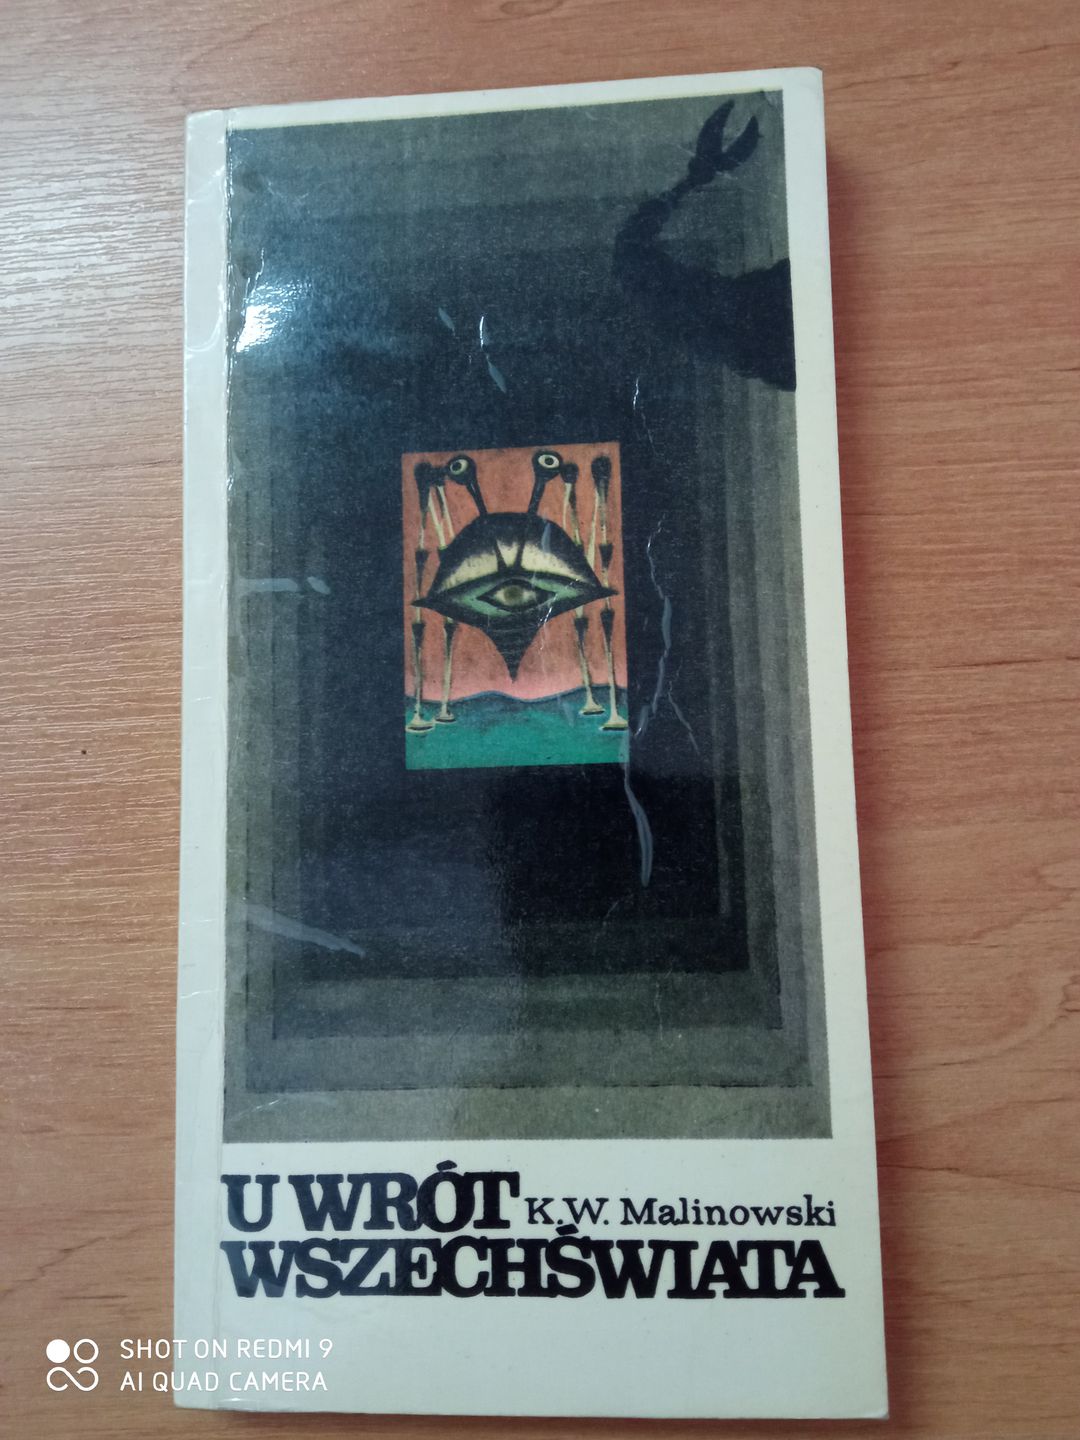 U WRÓT K.W. Malinowski
WSZECHŚWIATA
SHOT ON REDMI 9
AI QUAD CAMERA